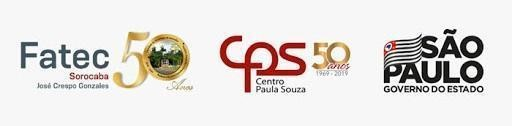 Fatec
Sorocaba
José Crespo Gonzales
50
Anos
CPS
Centro
Paula Souza
50
anos
1969 - 2019
SÃO
PAULO
GOVERNO DO ESTADO